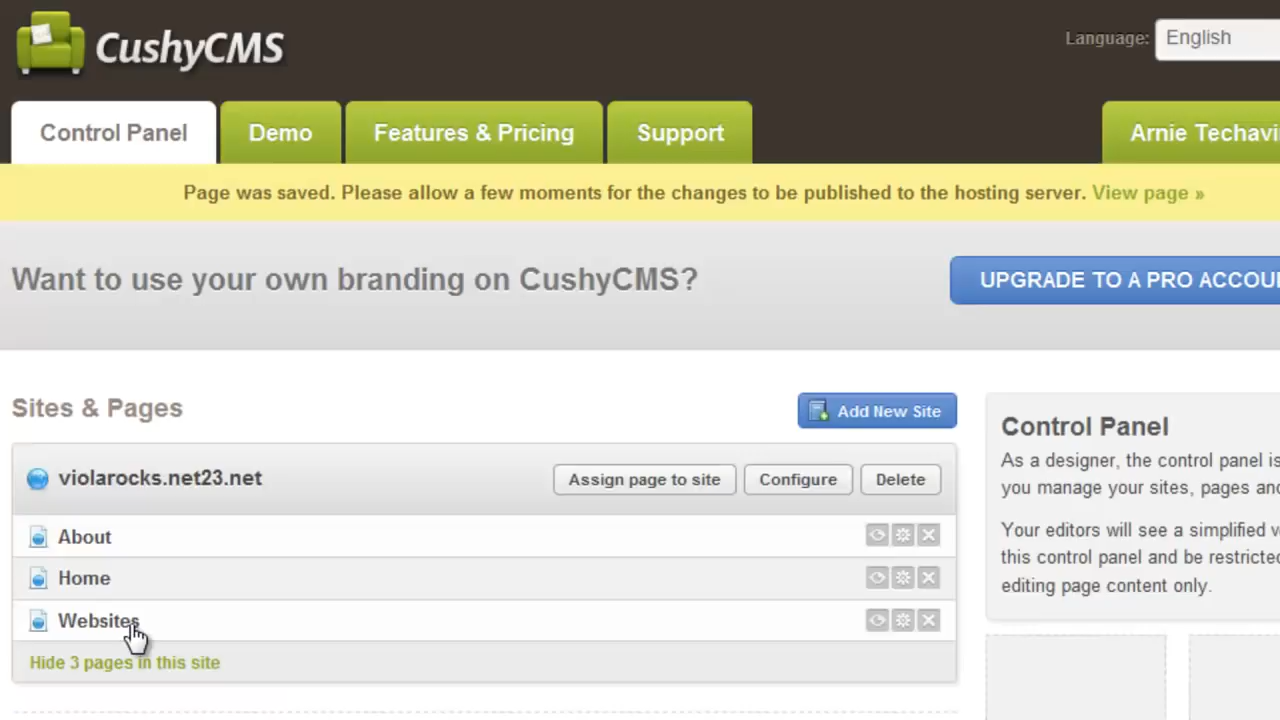 CushyCMS
Language: English
Control Panel
Demo
Features & Pricing
Support
Arnie Techavi
Page was saved. Please allow a few moments for the changes to be published to the hosting server. View page »
Want to use your own branding on CushyCMS?
UPGRADE TO A PRO ACCOU
Sites & Pages
Add New Site
violarocks.net23.net
Assign page to site
Configure
Delete
About
Home
Websites
Hide 3 pages in this site
Control Panel
As a designer, the control panel is
you manage your sites, pages and
Your editors will see a simplified
this control panel and be restricted
editing page content only.